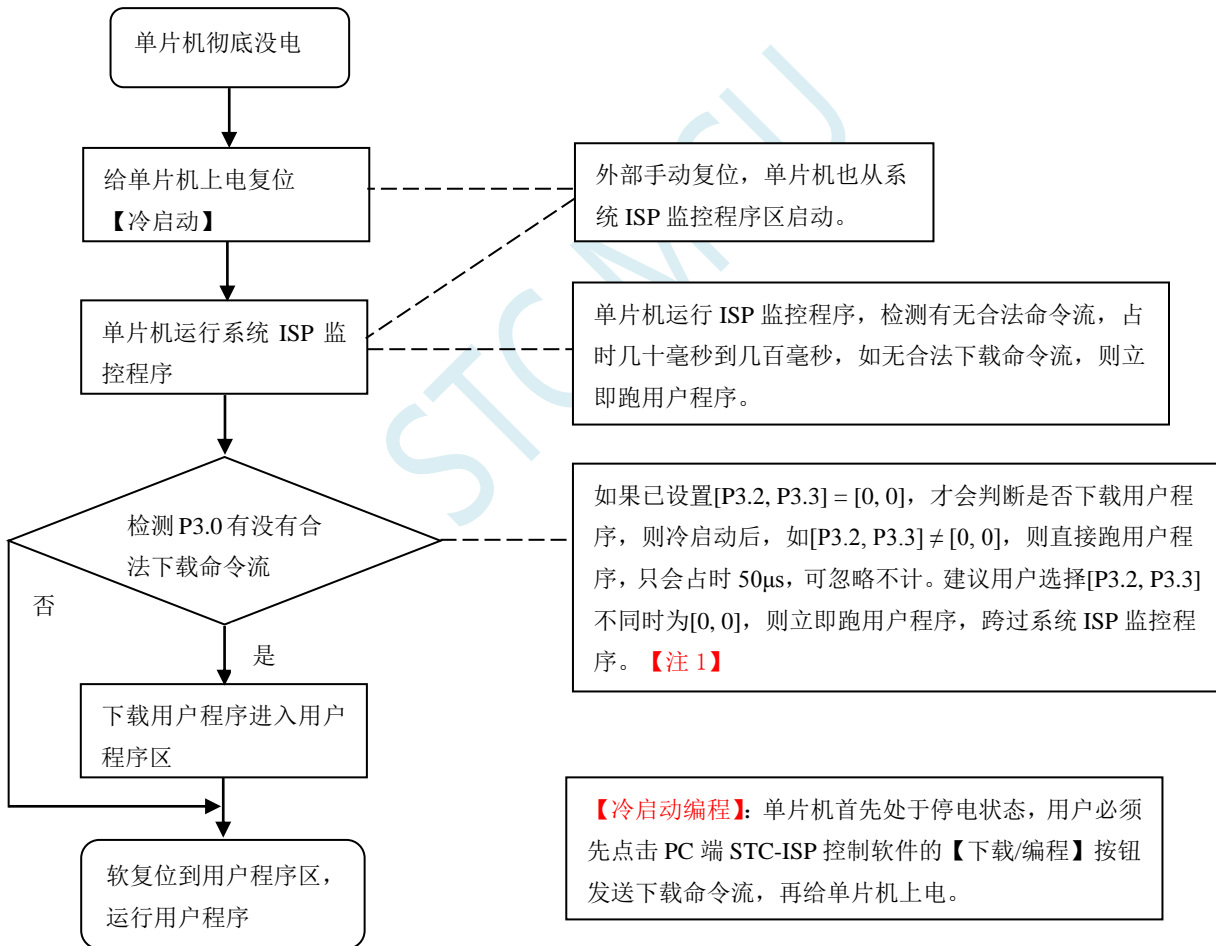 单片机彻底没电
给单片机上电复位
【冷启动】
外部手动复位，单片机也从系
统 ISP 监控程序区启动。
单片机运行系统 ISP 监
控程序
单片机运行 ISP 监控程序，检测有无合法命令流，占
时几十毫秒到几百毫秒，如无合法下载命令流，则立
即跑用户程序。
检测 P3.0 有没有合
法下载命令流
如果已设置[P3.2, P3.3] = [0, 0]，才会判断是否下载用户程
序，则冷启动后，如[P3.2, P3.3] ≠ [0, 0]，则直接跑用户程
序，只会占时 50μs，可忽略不计。建议用户选择[P3.2, P3.3]
不同时为[0, 0]，则立即跑用户程序，跨过系统 ISP 监控程
序。【注 1】
否
是
下载用户程序进入用户
程序区
【冷启动编程】：单片机首先处于停电状态，用户必须
先点击 PC 端 STC-ISP 控制软件的【下载/编程】按钮
发送下载命令流，再给单片机上电。
软复位到用户程序区，
运行用户程序
STC MCU